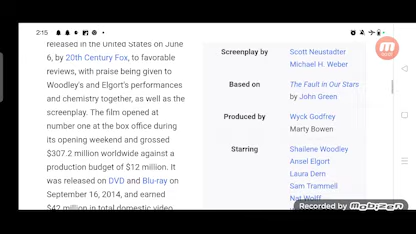 2:15
released in the United States on June
6, by 20th Century Fox, to favorable
reviews, with praise being given to
Woodley's and Elgort's performances
and chemistry together, as well as the
screenplay. The film opened at
number one at the box office during
its opening weekend and grossed
$307.2 million worldwide against a
production budget of $12 million. It
was released on DVD and Blu-ray on
September 16, 2014, and earned
$42 million in total domestic video
Screenplay by Scott Neustadter
Michael H. Weber
Based on The Fault in Our Stars
by John Green
Produced by Wyck Godfrey
Marty Bowen
Starring Shailene Woodley
Ansel Elgort
Laura Dern
Sam Trammell
Nat Wolff
Recorded by mobizen